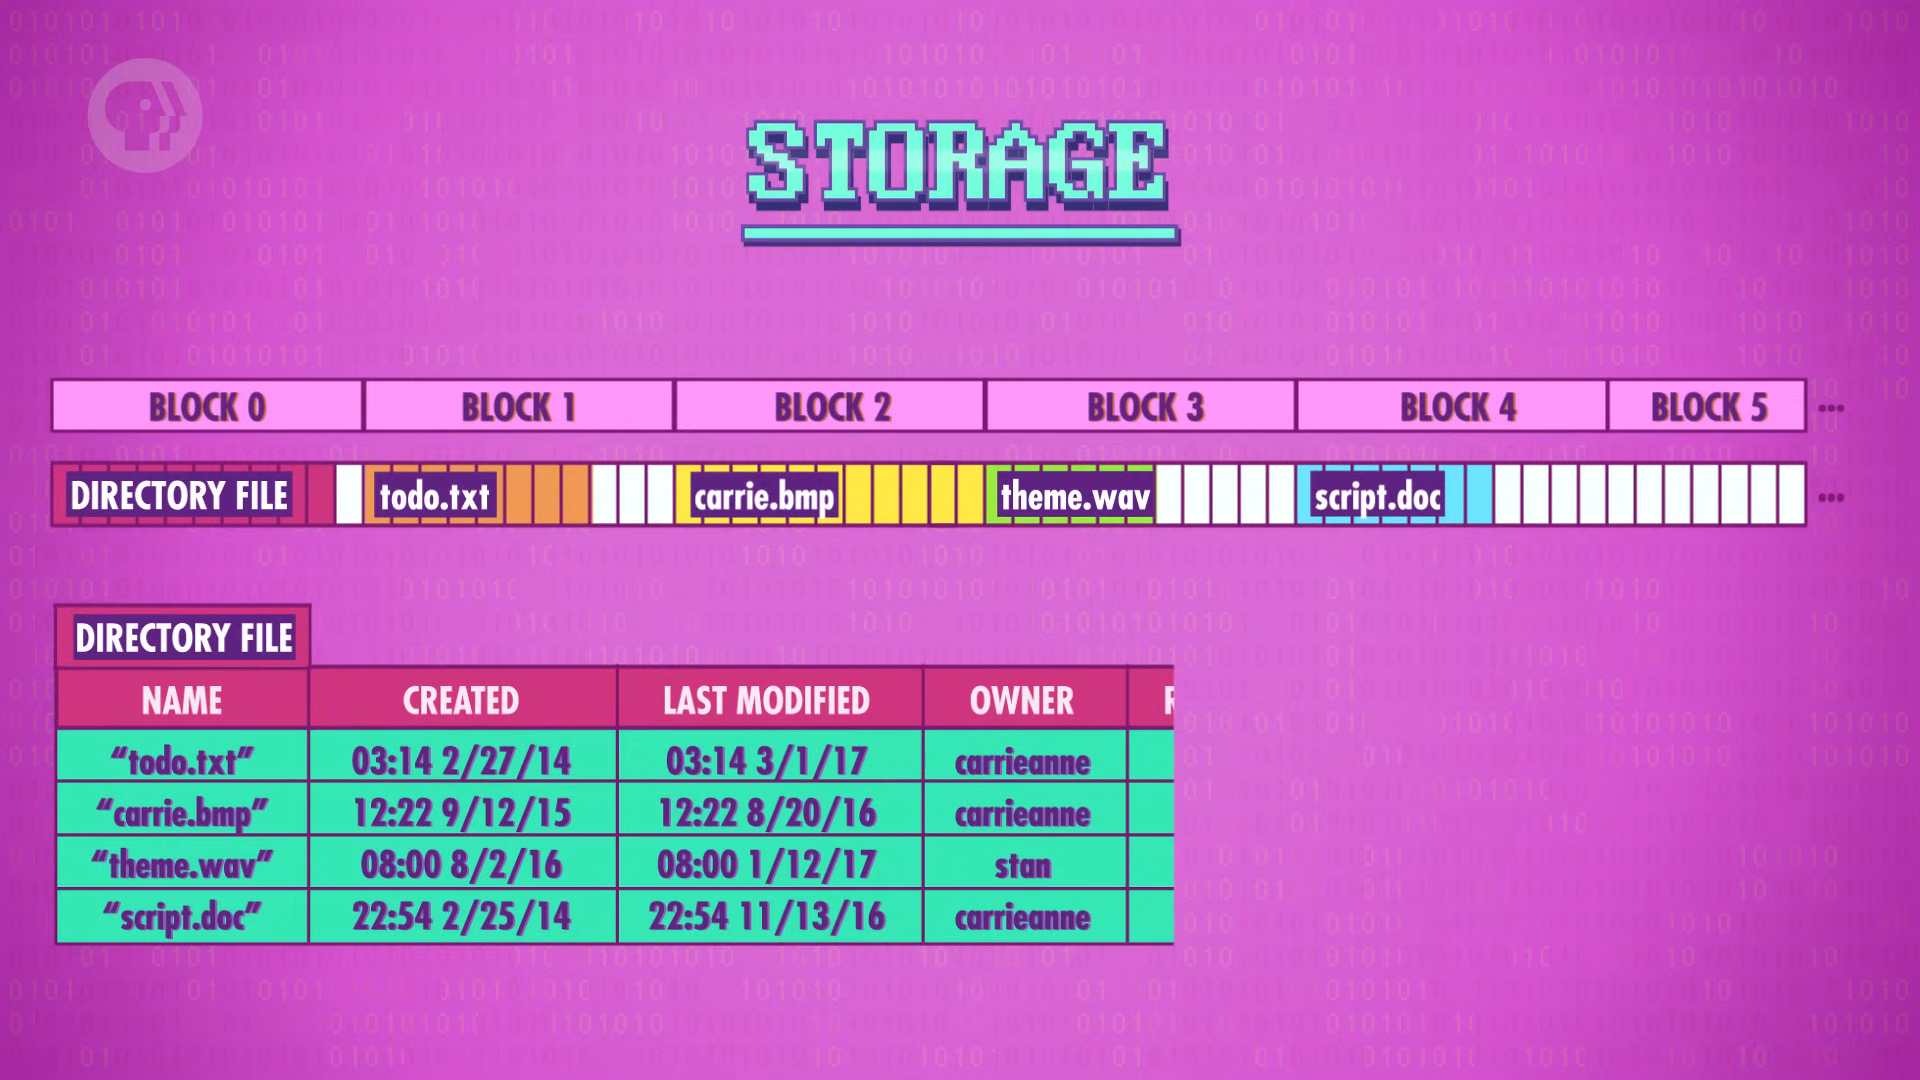 STORAGE
BLOCK 0 BLOCK 1 BLOCK 2 BLOCK 3 BLOCK 4 BLOCK 5 ...
DIRECTORY FILE todo.txt carrie.bmp theme.wav script.doc ...
DIRECTORY FILE
NAME CREATED LAST MODIFIED OWNER
“todo.txt” 03:14 2/27/14 03:14 3/1/17 carrieanne
“carrie.bmp” 12:22 9/12/15 12:22 8/20/16 carrieanne
“theme.wav” 08:00 8/2/16 08:00 1/12/17 stan
“script.doc” 22:54 2/25/14 22:54 11/13/16 carrieanne